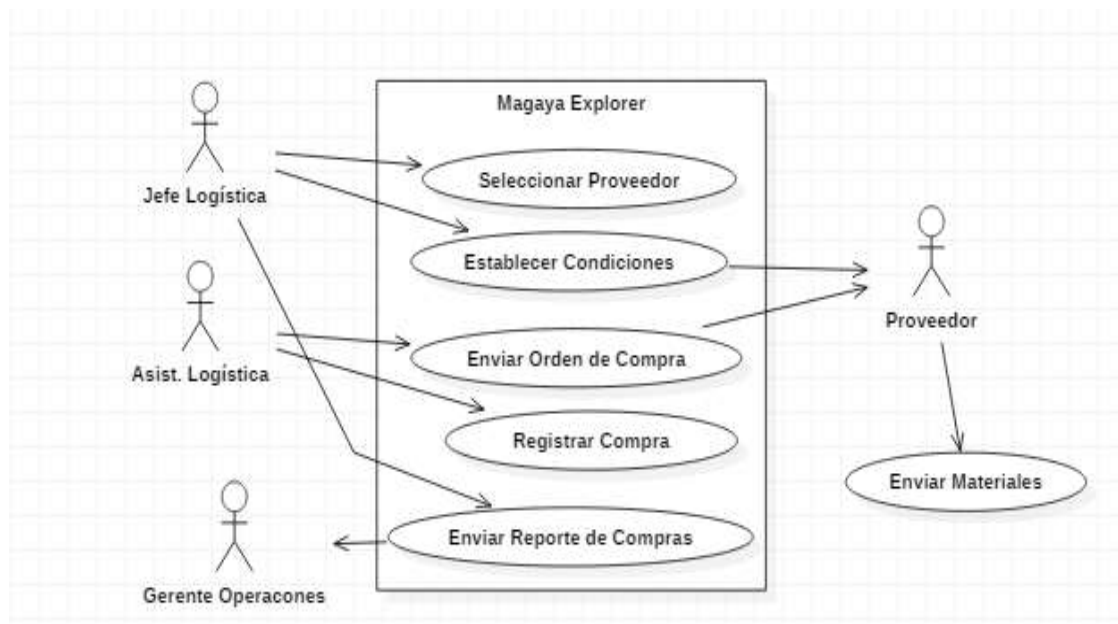 Magaya Explorer
Seleccionar Proveedor
Jefe Logística
Establecer Condiciones
Proveedor
Enviar Orden de Compra
Asist. Logística
Registrar Compra
Enviar Materiales
Enviar Reporte de Compras
Gerente Operacones